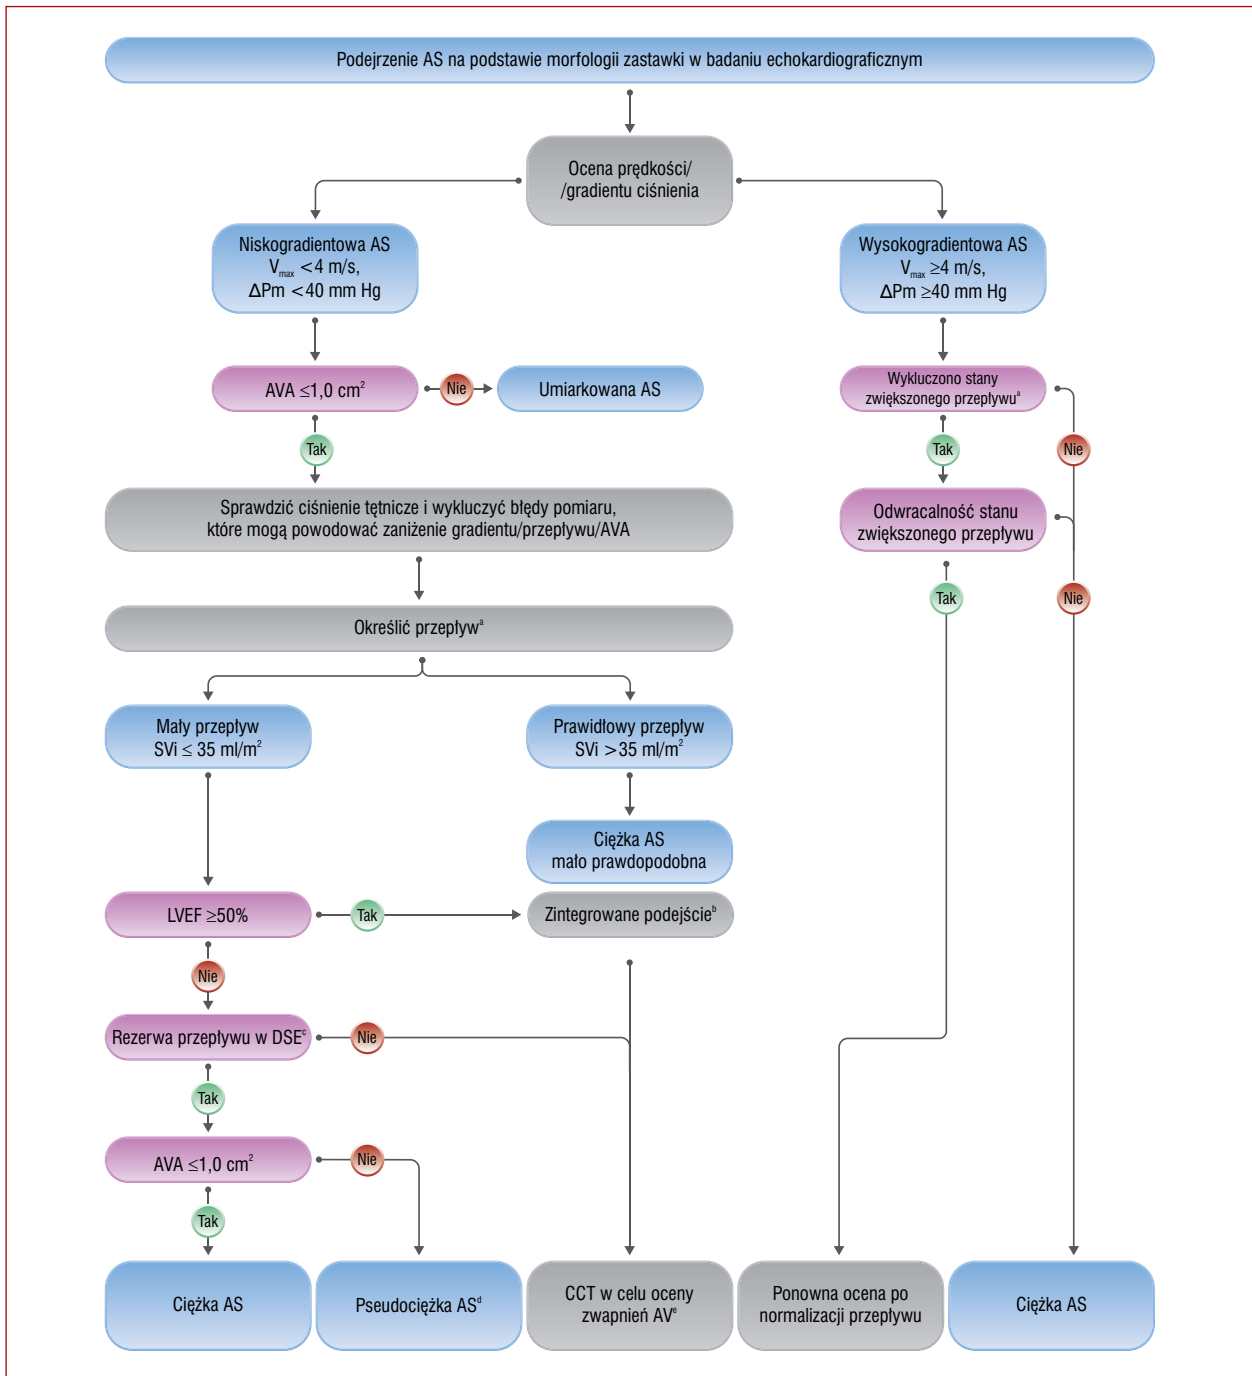 Podejrzenie AS na podstawie morfologii zastawki w badaniu echokardiograficznym
Ocena prędkości/
/gradientu ciśnienia
Niskogradientowa AS
Vmax <4 m/s,
ΔPm <40 mm Hg
Wysokogradientowa AS
Vmax ≥4 m/s,
ΔPm ≥40 mm Hg
AVA ≤1,0 cm²
Nie
Umiarkowana AS
Wykluczono stany
zwiększonego przepływuᵃ
Tak
Tak
Nie
Sprawdzić ciśnienie tętnicze i wykluczyć błędy pomiaru,
które mogą powodować zaniżenie gradientu/przepływu/AVA
Odwracalność stanu
zwiększonego przepływu
Tak
Nie
Określić przepływᵃ
Mały przepływ
SVi ≤ 35 ml/m²
Prawidłowy przepływ
SVi >35 ml/m²
Ciężka AS
mało prawdopodobna
LVEF ≥50%
Tak
Zintegrowane podejścieᵇ
Nie
Rezerwa przepływu w DSEᶜ
Nie
Tak
AVA ≤1,0 cm²
Nie
Tak
Ciężka AS
Pseudociężka ASᵈ
CCT w celu oceny
zwapnień AVᵉ
Ponowna ocena po
normalizacji przepływu
Ciężka AS